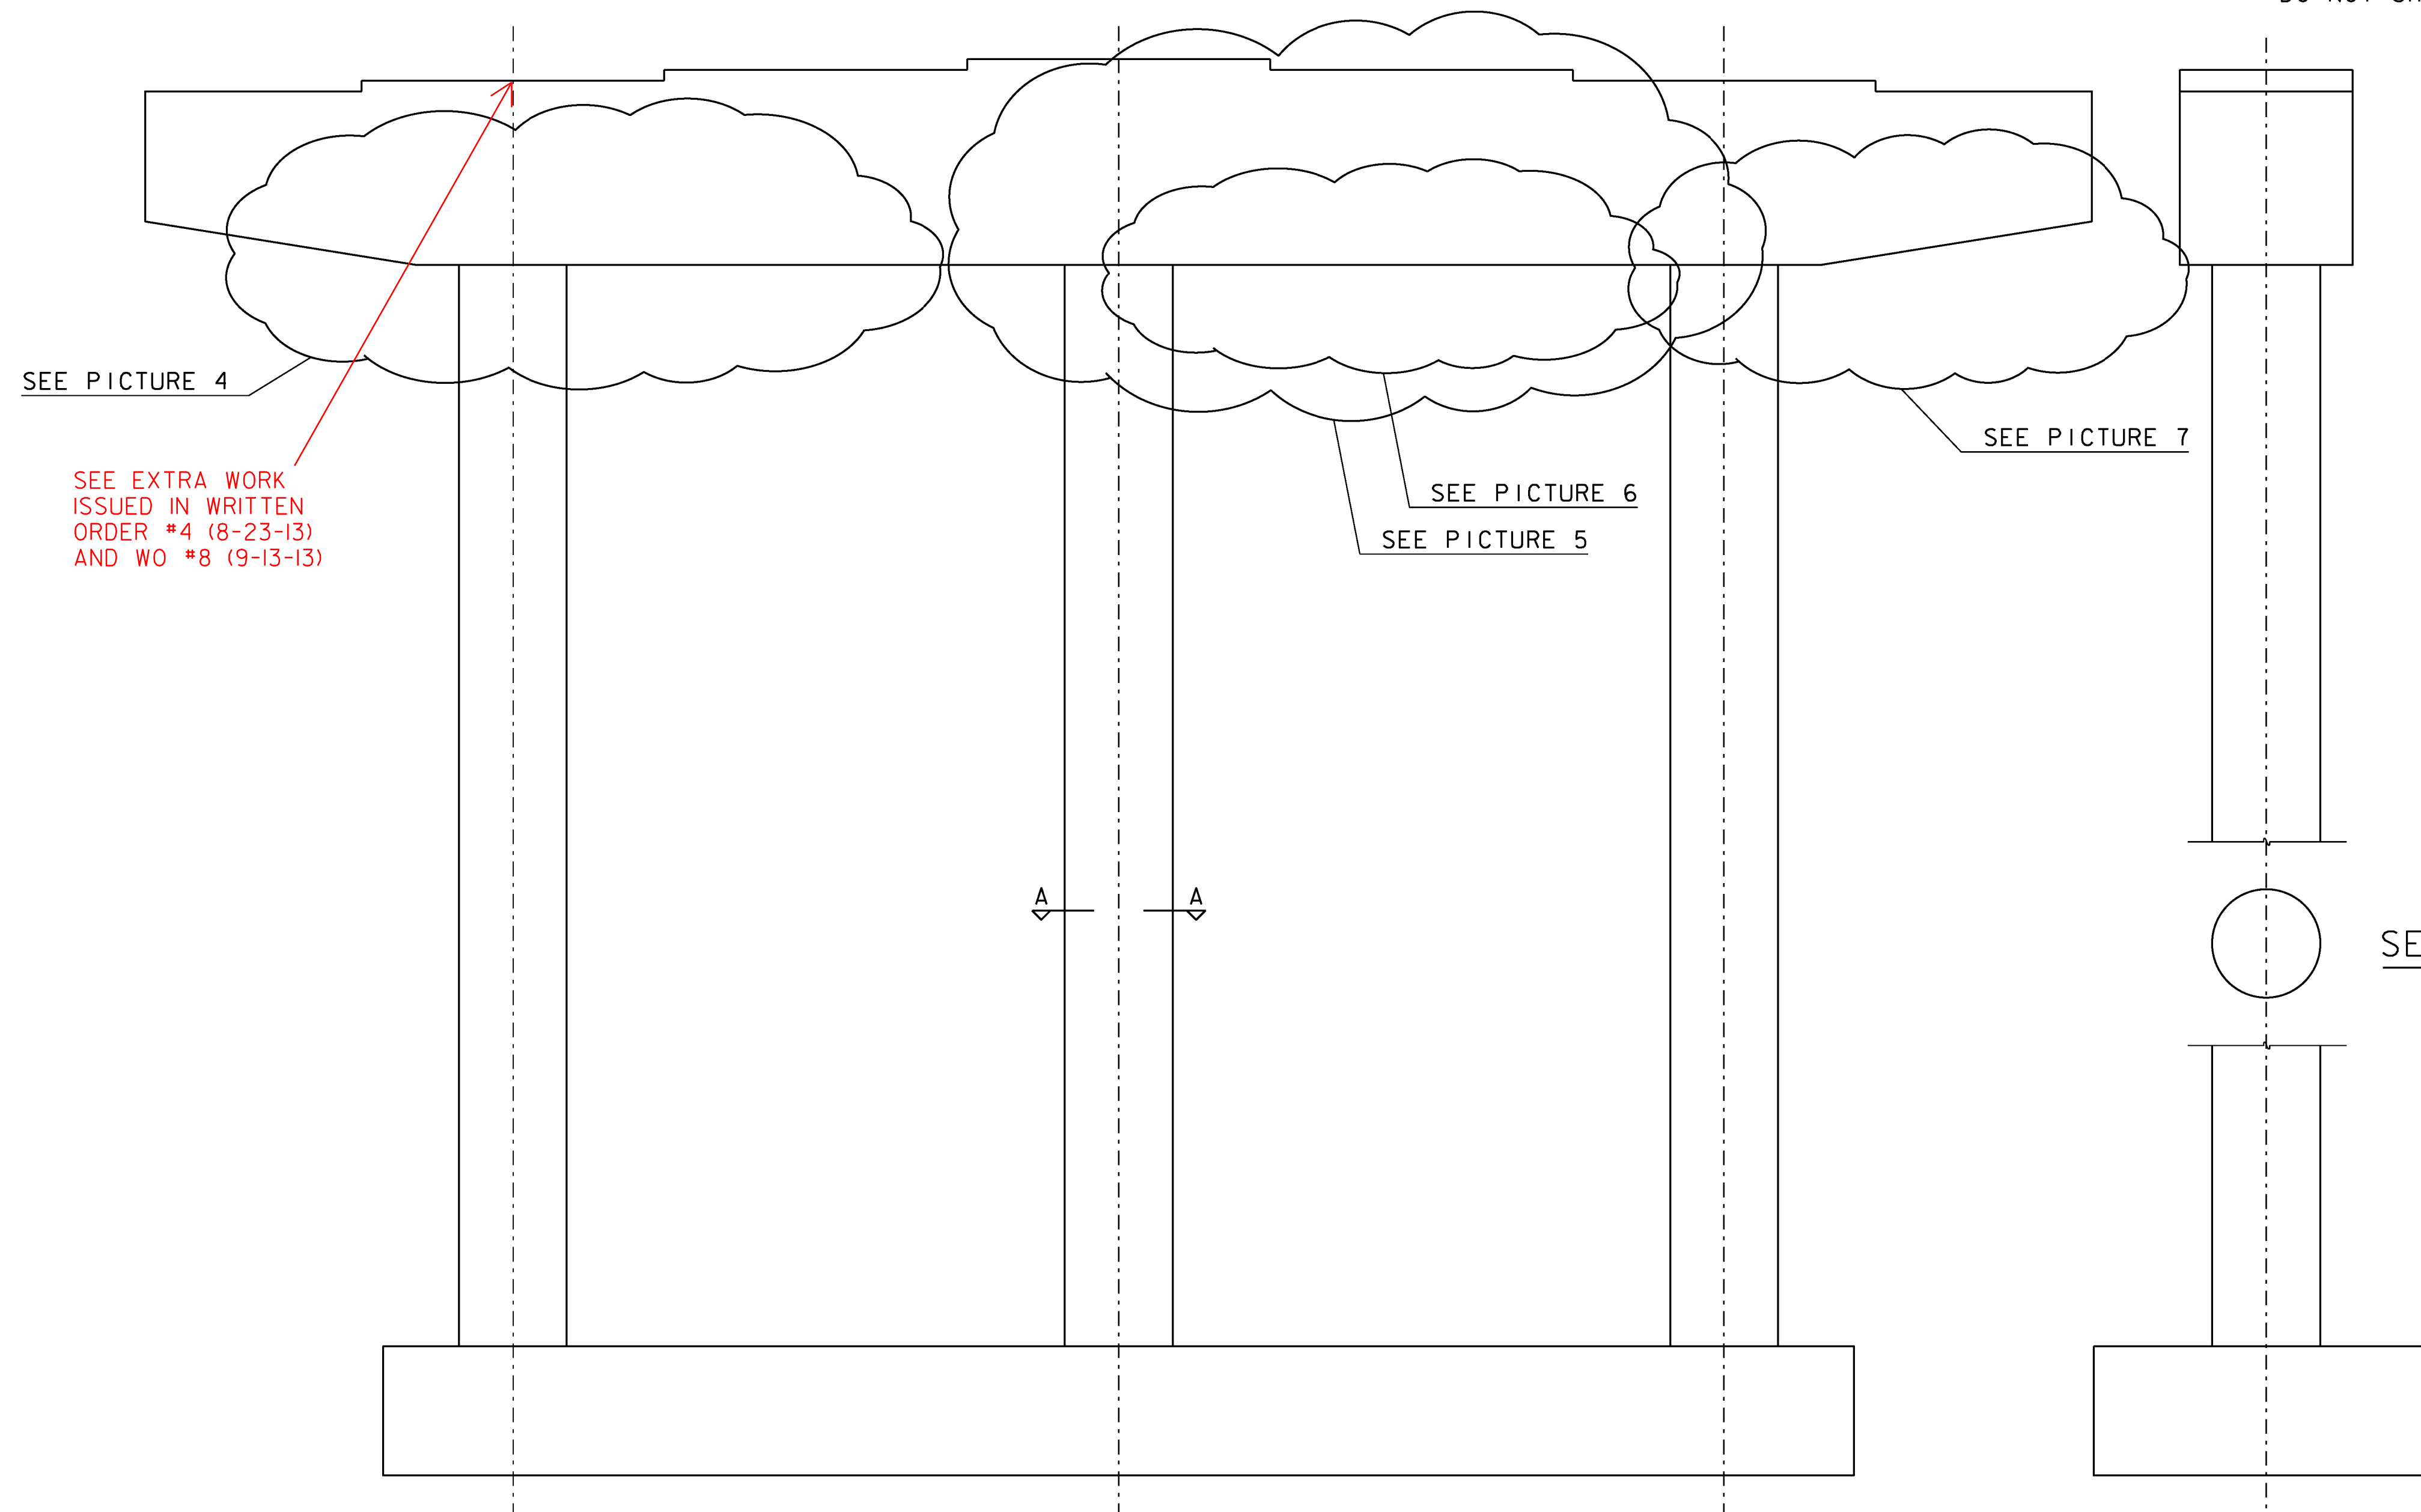 SEE PICTURE 4
SEE EXTRA WORK
ISSUED IN WRITTEN
ORDER #4 (8-23-13)
AND WO #8 (9-13-13)
SEE PICTURE 7
SEE PICTURE 6
SEE PICTURE 5
A A